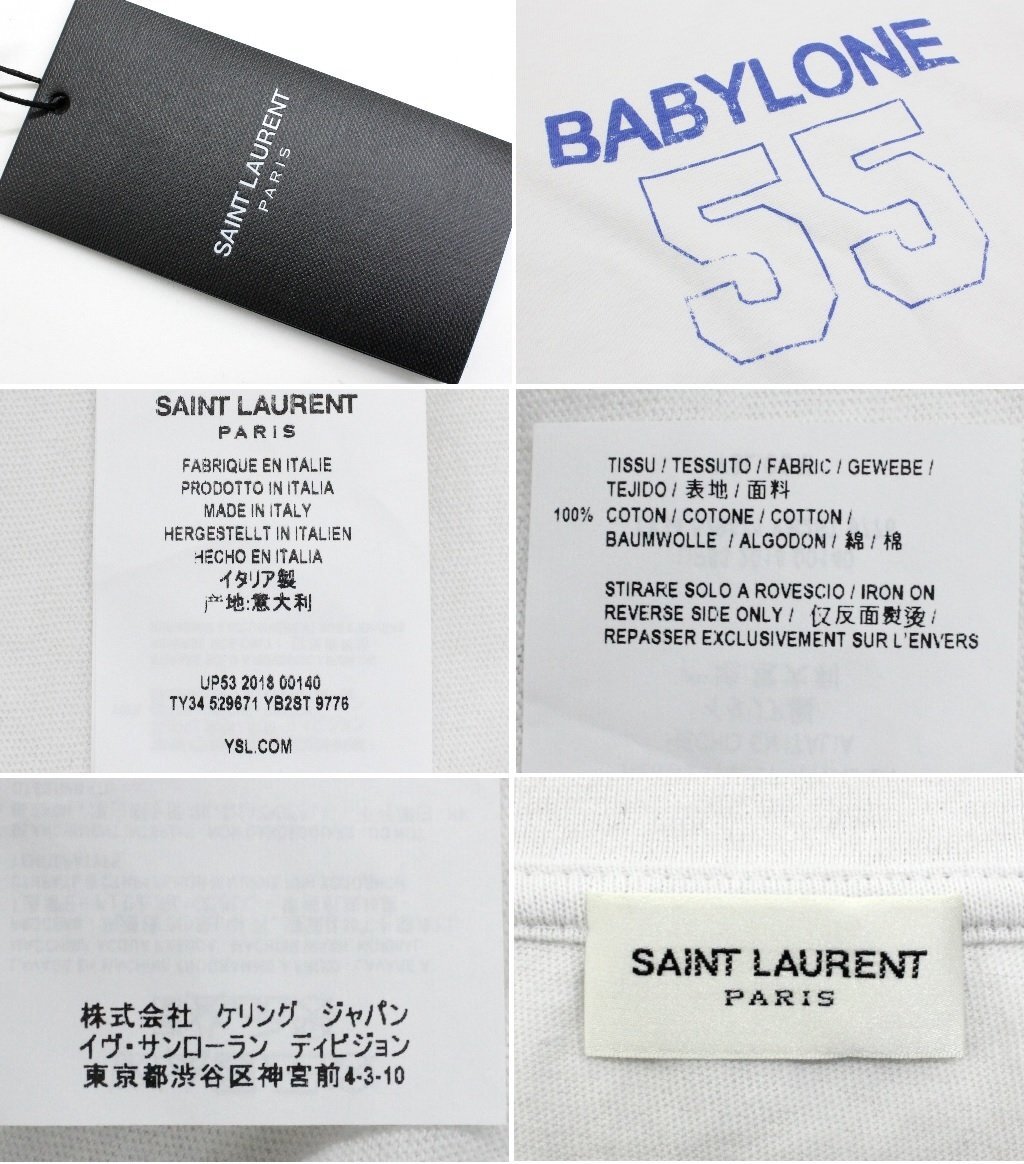 SAINT LAURENT
PARIS
BABYLONE
55
SAINT LAURENT
PARIS
FABRIQUE EN ITALIE
PRODOTTO IN ITALIA
MADE IN ITALY
HERGESTELLT IN ITALIEN
HECHO EN ITALIA
イタリア製
产地:意大利
UP53 2018 00140
TY34 529671 YB2ST 9776
YSL.COM
TISSU / TESSUTO / FABRIC / GEWEBE /
TEJIDO / 表地 / 面料
100% COTON / COTONE / COTTON /
BAUMWOLLE / ALGODON / 綿 / 棉
STIRARE SOLO A ROVESCIO / IRON ON
REVERSE SIDE ONLY / 仅反面熨烫 /
REPASSER EXCLUSIVEMENT SUR L'ENVERS
株式会社 ケリング ジャパン
イヴ・サンローラン ディビジョン
東京都渋谷区神宮前4-3-10
SAINT LAURENT
PARIS